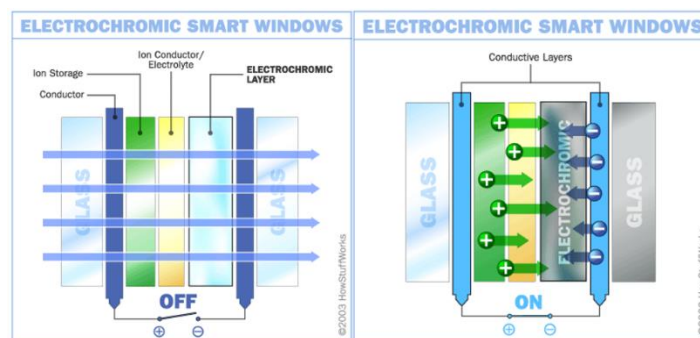 ELECTROCHROMIC SMART WINDOWS
Ion Conductor/
Electrolyte
Ion Storage
ELECTROCHROMIC
LAYER
Conductor
GLASS
GLASS
OFF
©2003 HowStuffWorks
ELECTROCHROMIC SMART WINDOWS
Conductive Layers
GLASS
ELECTROCHROMIC
GLASS
ON